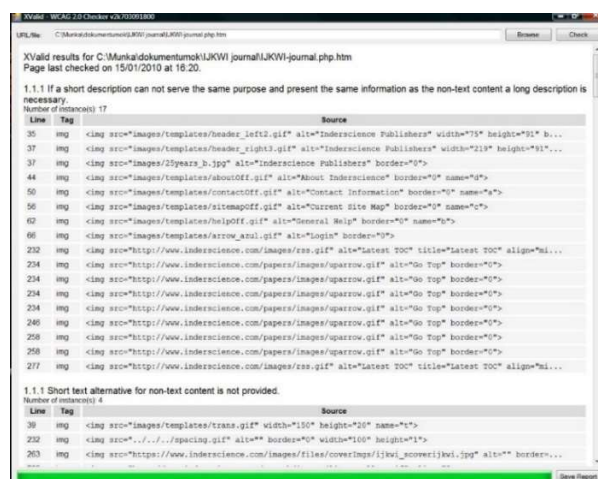 XValid - WCAG 2.0 Checker
URL/file: C:\Munka\dokumentumok\IJKWI journal\IJKWI-journal.php.htm Browse Check
XValid results for C:\Munka\dokumentumok\IJKWI journal\IJKWI-journal.php.htm
Page last checked on 15/01/2010 at 16:20.
1.1.1 If a short description can not serve the same purpose and present the same information as the non-text content a long description is
necessary.
Number of instance(s): 17
Line Tag Source
35 img <img src="images/templates/header_left2.gif" alt="Inderscience Publishers" width="75" height="91" b...
37 img <img src="images/templates/header_right3.gif" alt="Inderscience Publishers" width="219" height="91"...
37 img <img src="images/25years_b.jpg" alt="Inderscience Publishers" border="0">
44 img <img src="images/templates/aboutOff.gif" alt="About Inderscience" border="0" name="d">
50 img <img src="images/templates/contactOff.gif" alt="Contact Information" border="0" name="a">
56 img <img src="images/templates/sitemapOff.gif" alt="Current Site Map" border="0" name="c">
62 img <img src="images/templates/helpOff.gif" alt="General Help" border="0" name="b">
66 img <img src="images/templates/arrow_azul.gif" alt="Login" border="0">
232 img <img src="http://www.inderscience.com/images/rss.gif" alt="Latest TOC" title="Latest TOC" align="mi...
234 img <img src="http://www.inderscience.com/papers/images/uparrow.gif" alt="Go Top" border="0">
234 img <img src="http://www.inderscience.com/papers/images/uparrow.gif" alt="Go Top" border="0">
234 img <img src="http://www.inderscience.com/papers/images/uparrow.gif" alt="Go Top" border="0">
234 img <img src="http://www.inderscience.com/papers/images/uparrow.gif" alt="Go Top" border="0">
246 img <img src="http://www.inderscience.com/papers/images/uparrow.gif" alt="Go Top" border="0">
258 img <img src="http://www.inderscience.com/papers/images/uparrow.gif" alt="Go Top" border="0">
258 img <img src="http://www.inderscience.com/papers/images/uparrow.gif" alt="Go Top" border="0">
277 img <img src="http://www.inderscience.com/images/rss.gif" alt="Latest TOC" title="Latest TOC" align="mi...
1.1.1 Short text alternative for non-text content is not provided.
Number of instance(s): 4
Line Tag Source
39 img <img src="images/templates/trans.gif" width="150" height="20" name="t">
232 img <img src="../../../spacing.gif" alt="" border="0" width="100" height="1">
263 img <img src="https://www.inderscience.com/images/files/coverImgs/ijkwi_scoverijkwi.jpg" alt="" border=...
Save Report